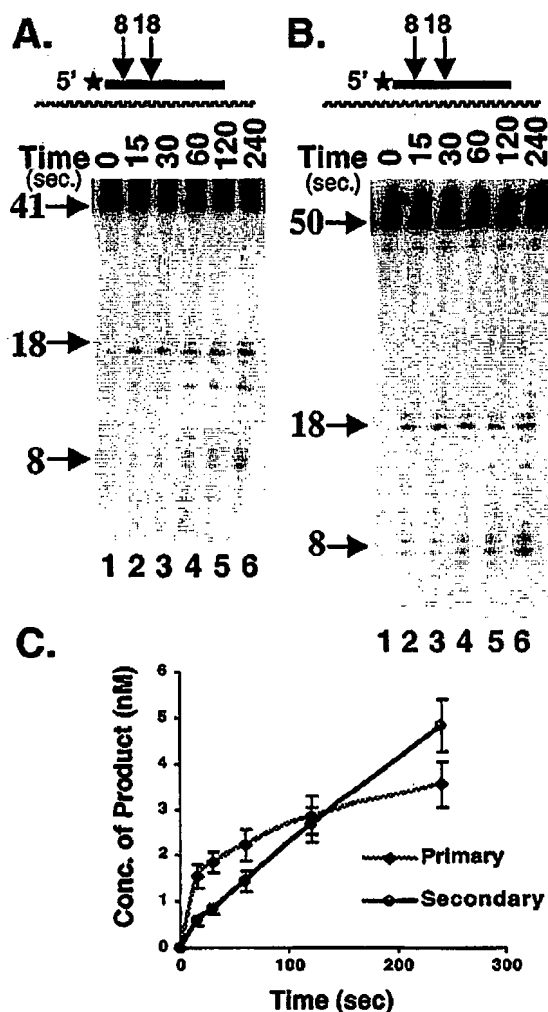 A.
8 18
5'
Time 0 15 30 60 120 240
(sec.)
41
18
8
1 2 3 4 5 6
B.
8 18
5'
Time 0 15 30 60 120 240
(sec.)
50
18
8
1 2 3 4 5 6
C.
Conc. of Product (nM)
6
5
4
3
2
1
0
0 100 200 300
Time (sec)
Primary
Secondary